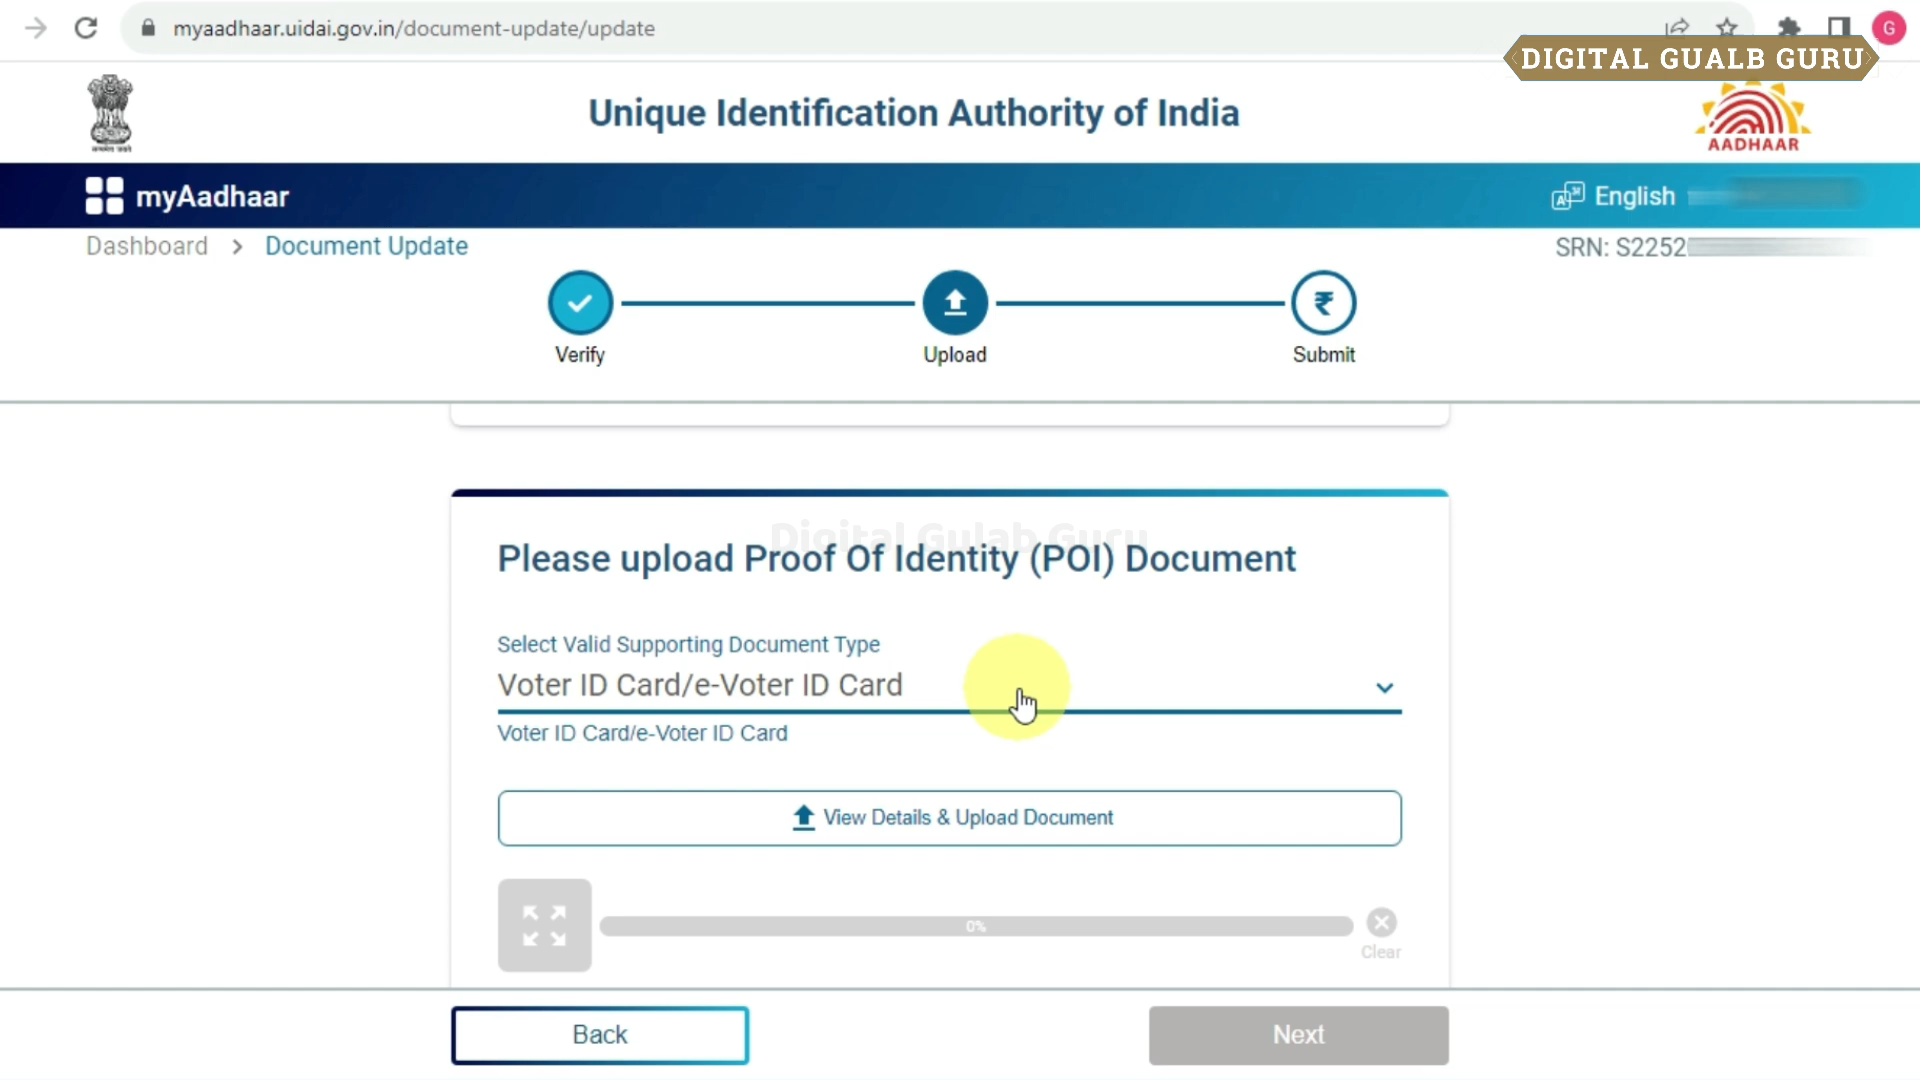 myaadhaar.uidai.gov.in/document-update/update
G
DIGITAL GUALB GURU
Unique Identification Authority of India
AADHAAR
myAadhaar
English
Dashboard > Document Update
SRN: S2252
Verify
Upload
Submit
Digital Gulab Guru
Please upload Proof Of Identity (POI) Document
Select Valid Supporting Document Type
Voter ID Card/e-Voter ID Card
Voter ID Card/e-Voter ID Card
View Details & Upload Document
0%
Clear
Back
Next